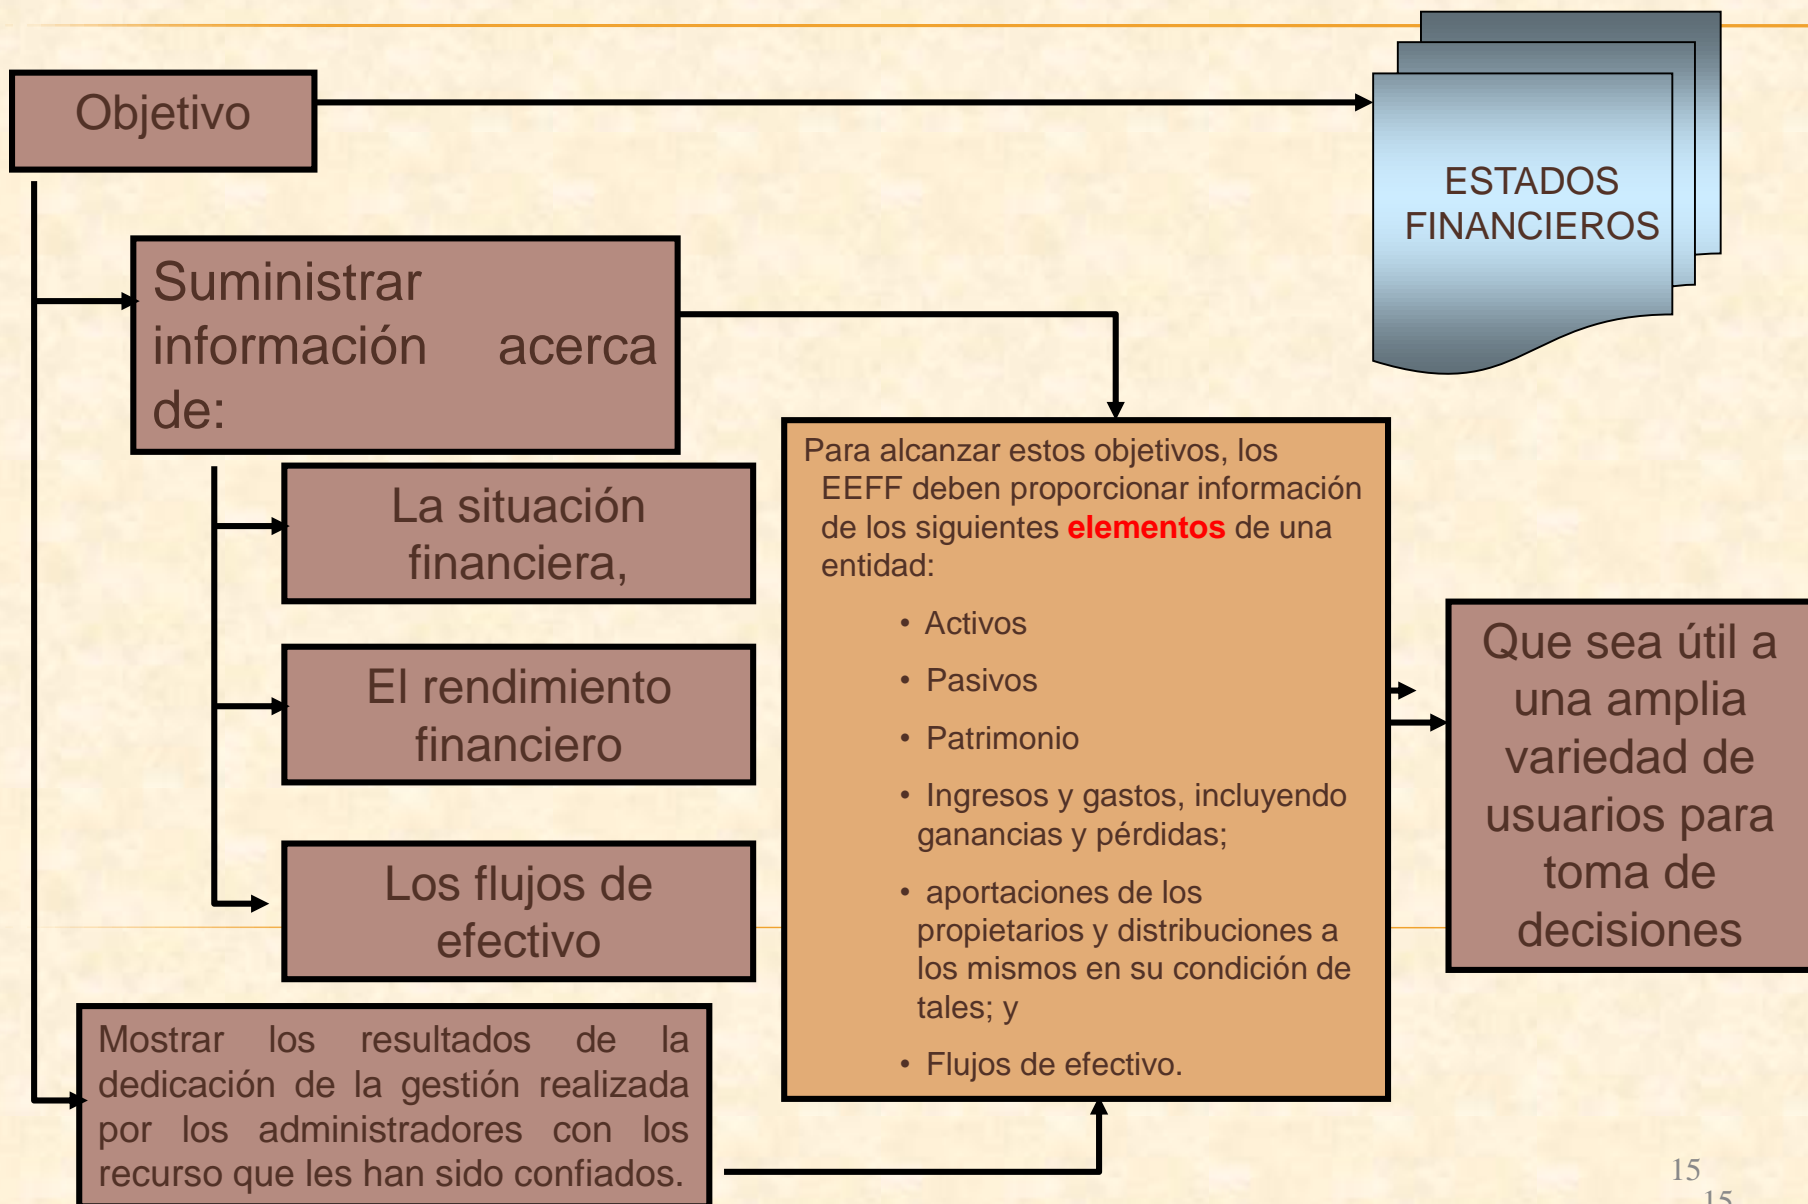 Objetivo
ESTADOS
FINANCIEROS
Suministrar
información acerca
de:
La situación
financiera,
El rendimiento
financiero
Los flujos de
efectivo
Mostrar los resultados de la
dedicación de la gestión realizada
por los administradores con los
recurso que les han sido confiados.
Para alcanzar estos objetivos, los
EEFF deben proporcionar información
de los siguientes elementos de una
entidad:
• Activos
• Pasivos
• Patrimonio
• Ingresos y gastos, incluyendo
ganancias y pérdidas;
• aportaciones de los
propietarios y distribuciones a
los mismos en su condición de
tales; y
• Flujos de efectivo.
Que sea útil a
una amplia
variedad de
usuarios para
toma de
decisiones
15
15